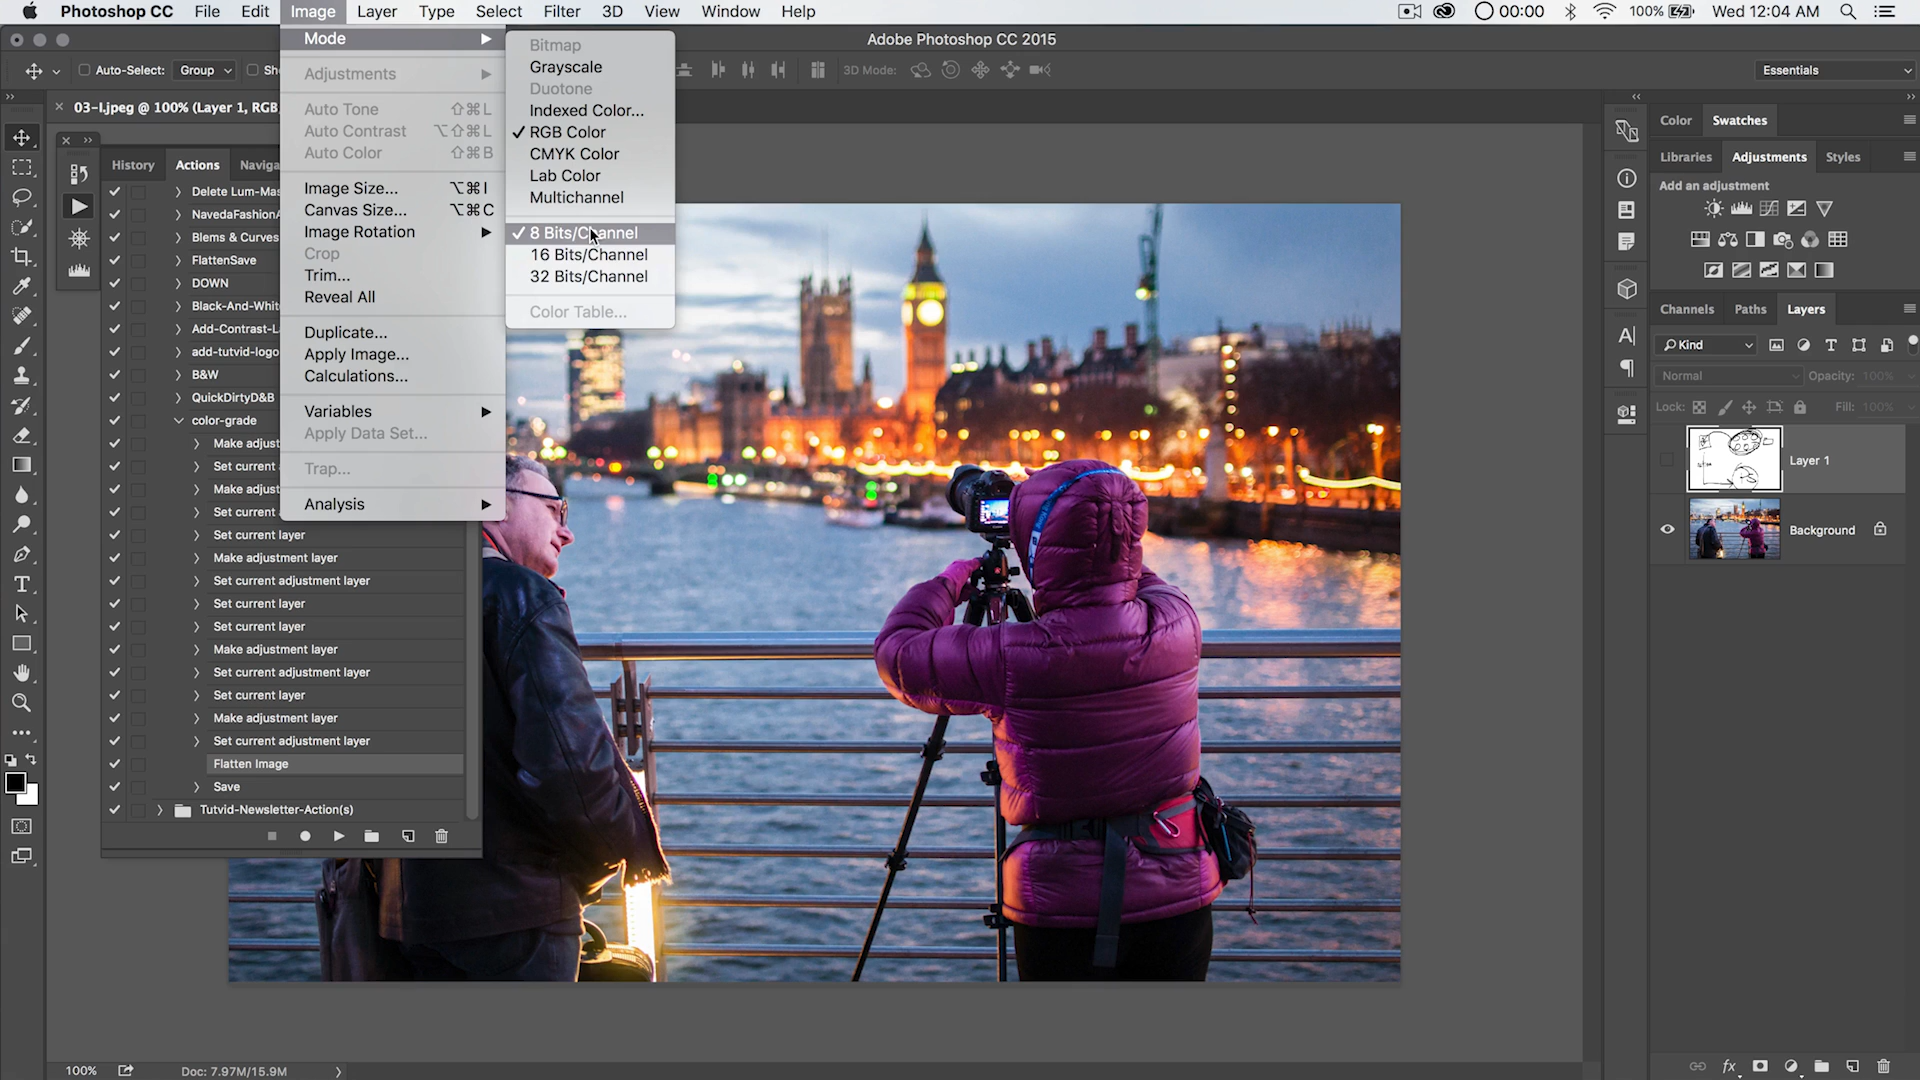 Photoshop CC File Edit Image Layer Type Select Filter 3D View Window Help 00:00 100% Wed 12:04 AM
Adobe Photoshop CC 2015
Auto-Select: Group 3D Mode: Essentials
03-l.jpeg @ 100% (Layer 1, RGB
History Actions Naviga
Delete Lum-Mas
NavedaFashionA
Blems & Curves
FlattenSave
DOWN
Black-And-White
Add-Contrast-La
add-tutvid-logo
B&W
QuickDirtyD&B
color-grade
Make adjust
Set current
Make adjust
Set current
Set current layer
Make adjustment layer
Set current adjustment layer
Set current layer
Set current layer
Make adjustment layer
Set current adjustment layer
Set current layer
Make adjustment layer
Set current adjustment layer
Flatten Image
Save
Tutvid-Newsletter-Action(s)
Mode
Adjustments
Auto Tone ⇧⌘L
Auto Contrast ⌥⇧⌘L
Auto Color ⇧⌘B
Image Size... ⌥⌘I
Canvas Size... ⌥⌘C
Image Rotation
Crop
Trim...
Reveal All
Duplicate...
Apply Image...
Calculations...
Variables
Apply Data Set...
Trap...
Analysis
Bitmap
Grayscale
Duotone
Indexed Color...
RGB Color
CMYK Color
Lab Color
Multichannel
8 Bits/Channel
16 Bits/Channel
32 Bits/Channel
Color Table...
Color Swatches
Libraries Adjustments Styles
Add an adjustment
Channels Paths Layers
Kind
Normal Opacity: 100%
Lock: Fill: 100%
Layer 1
Background
100% Doc: 7.97M/15.9M